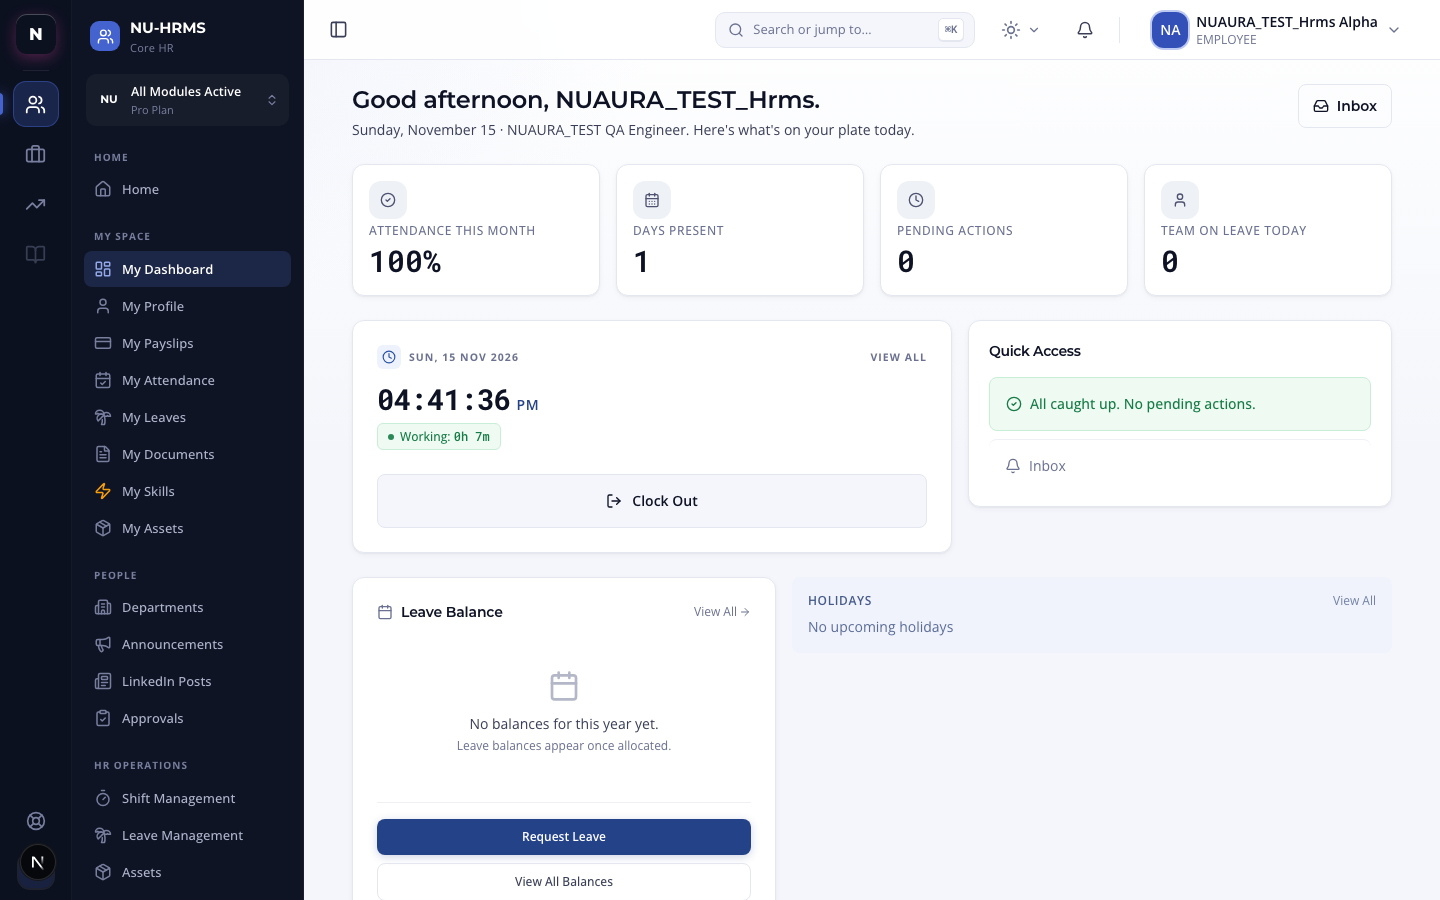 N
NU-HRMS
Core HR
NU
All Modules Active
Pro Plan
HOME
Home
MY SPACE
My Dashboard
My Profile
My Payslips
My Attendance
My Leaves
My Documents
My Skills
My Assets
PEOPLE
Departments
Announcements
LinkedIn Posts
Approvals
HR OPERATIONS
Shift Management
Leave Management
Assets
N
Search or jump to...
⌘K
NA
NUAURA_TEST_Hrms Alpha
EMPLOYEE
Good afternoon, NUAURA_TEST_Hrms.
Sunday, November 15 · NUAURA_TEST QA Engineer. Here's what's on your plate today.
Inbox
ATTENDANCE THIS MONTH
100%
DAYS PRESENT
1
PENDING ACTIONS
0
TEAM ON LEAVE TODAY
0
SUN, 15 NOV 2026
VIEW ALL
04:41:36 PM
Working: 0h 7m
Clock Out
Quick Access
All caught up. No pending actions.
Inbox
Leave Balance
View All
No balances for this year yet.
Leave balances appear once allocated.
Request Leave
View All Balances
HOLIDAYS
View All
No upcoming holidays